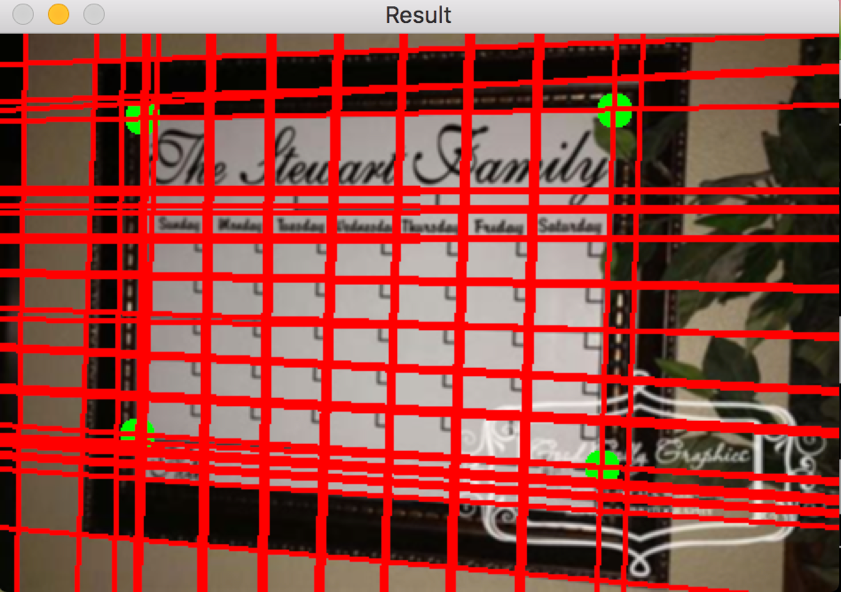 Result
The Stewart Family
Sunday Monday Tuesday Wednesday Thursday Friday Saturday
Graphics